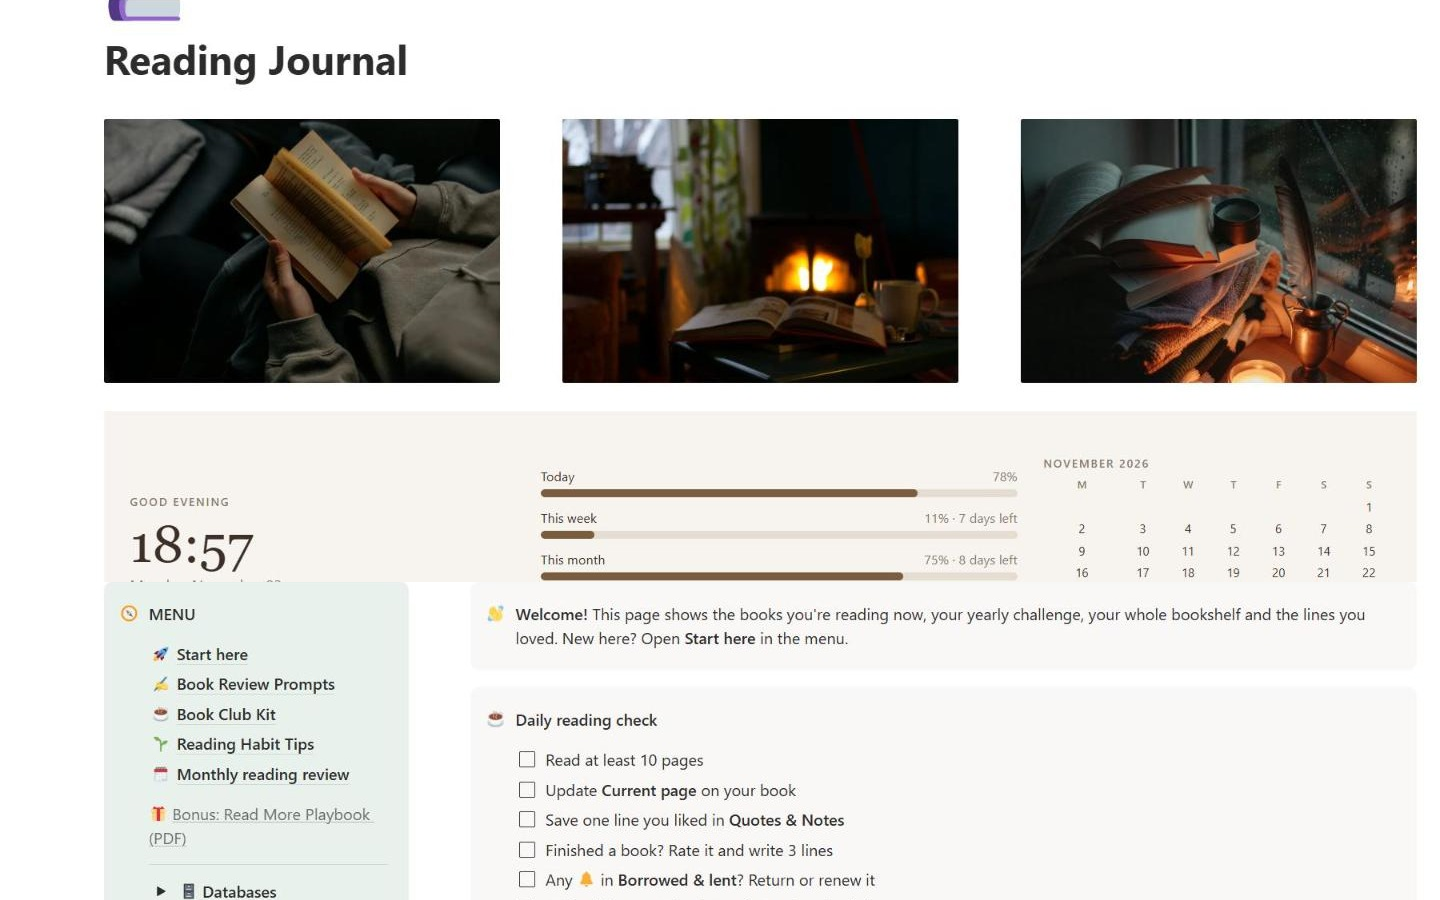 Reading Journal
GOOD EVENING
18:57
Today 78%
This week 11% · 7 days left
This month 75% · 8 days left
NOVEMBER 2026
M T W T F S S
1
2 3 4 5 6 7 8
9 10 11 12 13 14 15
16 17 18 19 20 21 22
MENU
Start here
Book Review Prompts
Book Club Kit
Reading Habit Tips
Monthly reading review
Bonus: Read More Playbook
(PDF)
Databases
Welcome! This page shows the books you're reading now, your yearly challenge, your whole bookshelf and the lines you
loved. New here? Open Start here in the menu.
Daily reading check
Read at least 10 pages
Update Current page on your book
Save one line you liked in Quotes & Notes
Finished a book? Rate it and write 3 lines
Any 🔔 in Borrowed & lent? Return or renew it